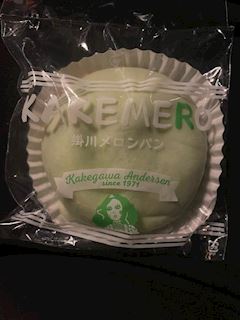 KAKEMERO
掛川メロンパン
Kakegawa Andersen
since 1971